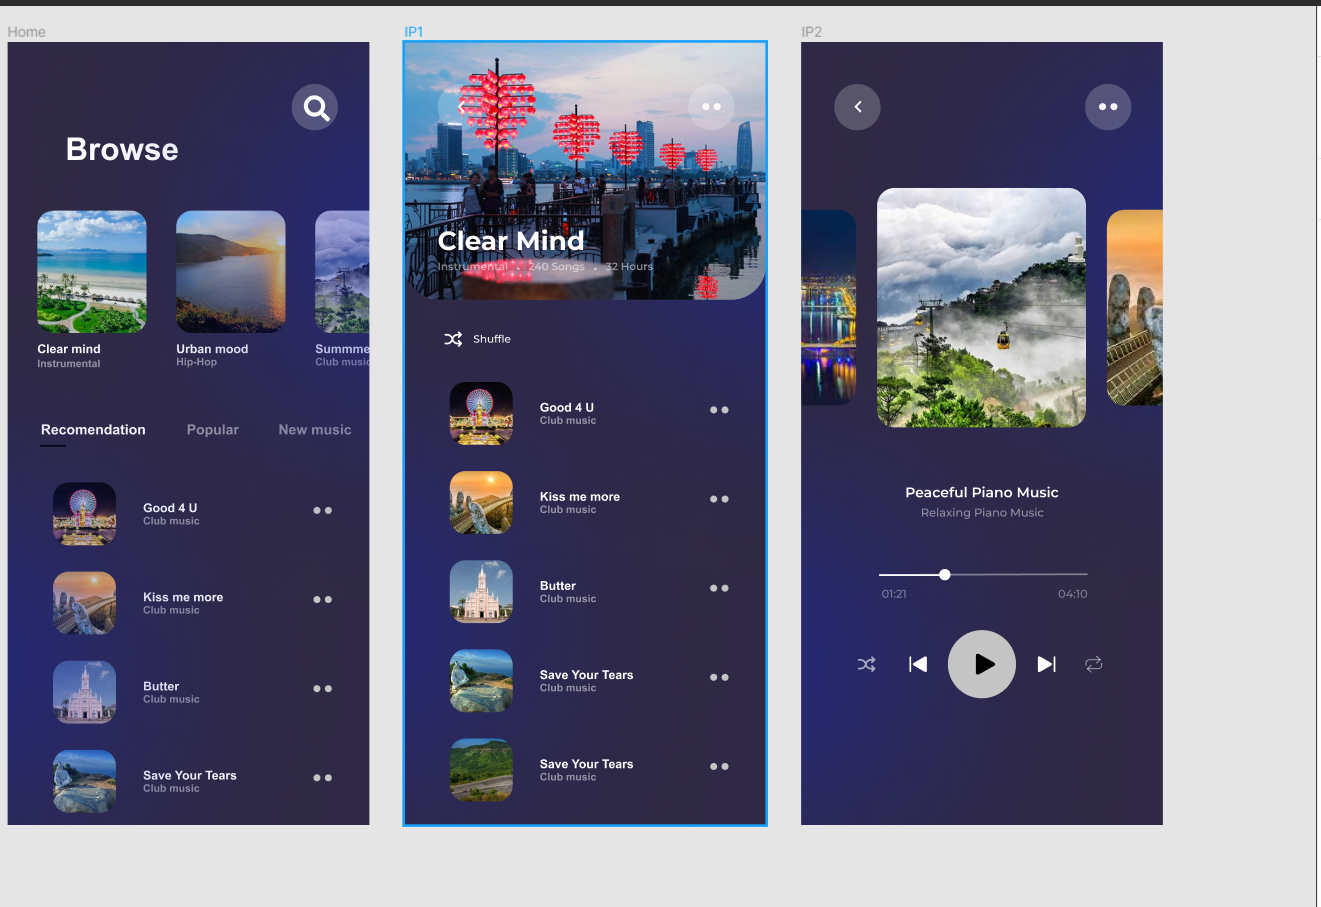 Home
Browse
Clear mind
Instrumental
Urban mood
Hip-Hop
Summme
Club music
Recomendation
Popular
New music
Good 4 U
Club music
Kiss me more
Club music
Butter
Club music
Save Your Tears
Club music
IP1
Clear Mind
Instrumental • 240 Songs • 32 Hours
Shuffle
Good 4 U
Club music
Kiss me more
Club music
Butter
Club music
Save Your Tears
Club music
Save Your Tears
Club music
IP2
Peaceful Piano Music
Relaxing Piano Music
01:21
04:10